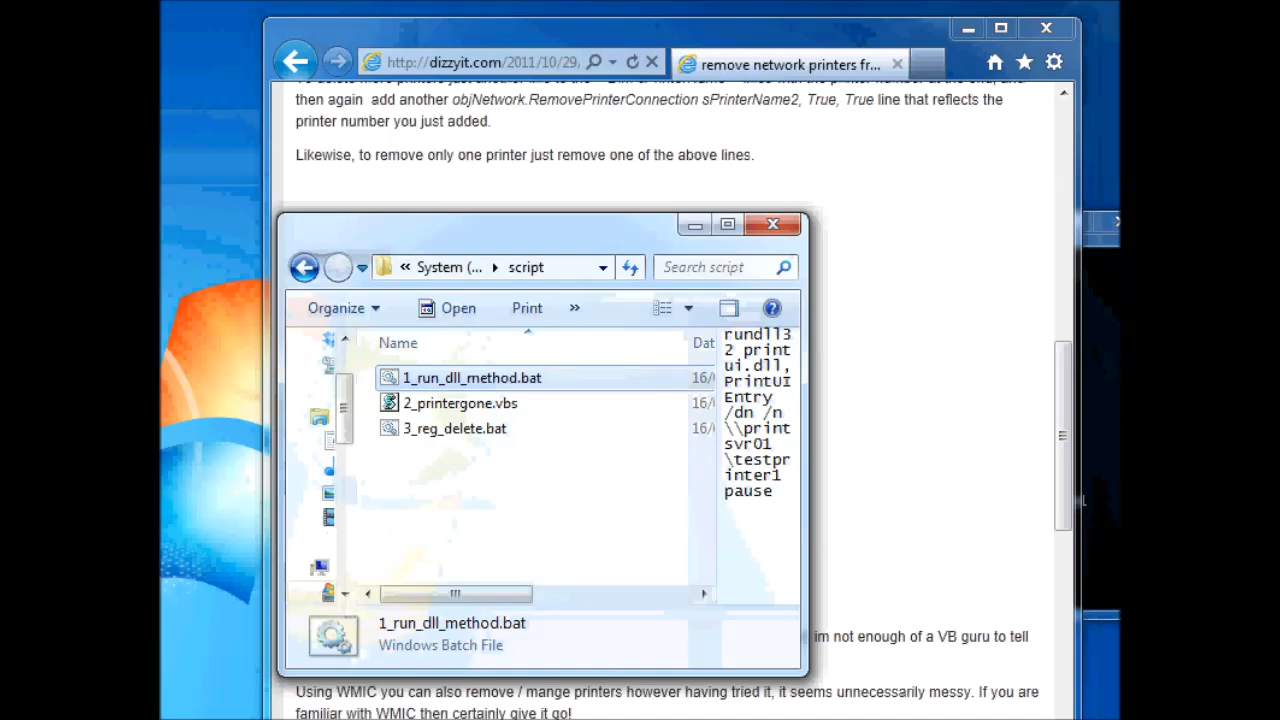 http://dizzyit.com/2011/10/29,
remove network printers fr...
then again add another objNetwork.RemovePrinterConnection sPrinterName2, True, True line that reflects the
printer number you just added.
Likewise, to remove only one printer just remove one of the above lines.
« System (... ▸ script
Search script
Organize
Open
Print
»
Name
Dat
1_run_dll_method.bat
16/
2_printergone.vbs
16/
3_reg_delete.bat
16/
rundll3
2 print
ui.dll,
PrintUI
Entry
/dn /n
\\print
svr01
\testpr
inter1
pause
1_run_dll_method.bat
Windows Batch File
im not enough of a VB guru to tell
Using WMIC you can also remove / mange printers however having tried it, it seems unnecessarily messy. If you are
familiar with WMIC then certainly give it go!